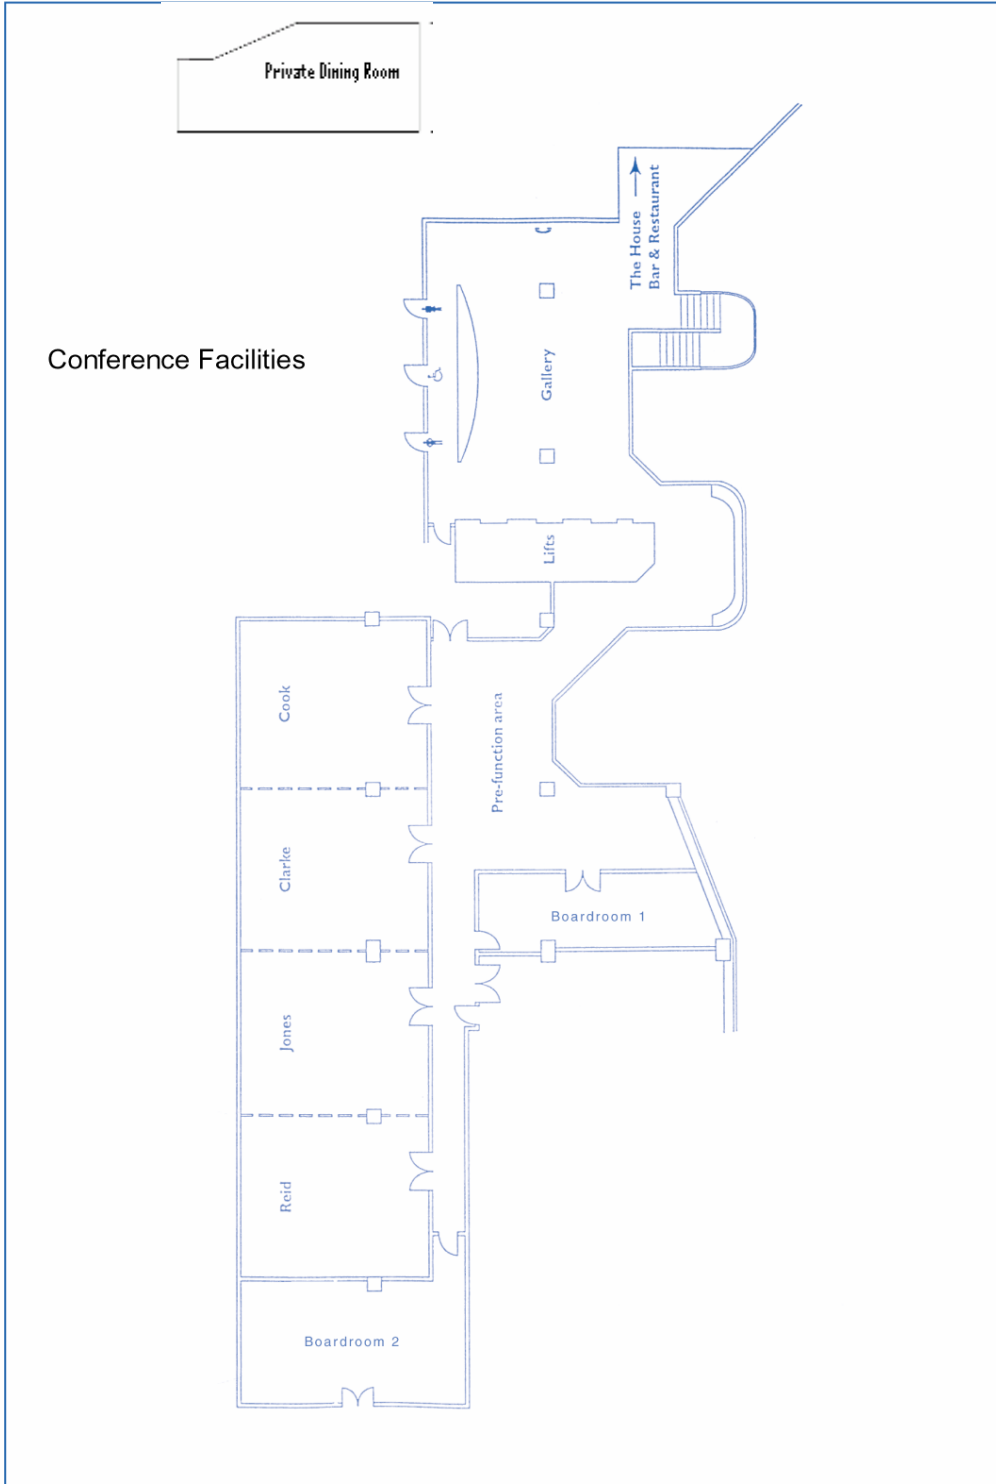 Private Dining Room
The House
Bar & Restaurant
Conference Facilities
Gallery
Lifts
Cook
Pre-function area
Clarke
Boardroom 1
Jones
Reid
Boardroom 2